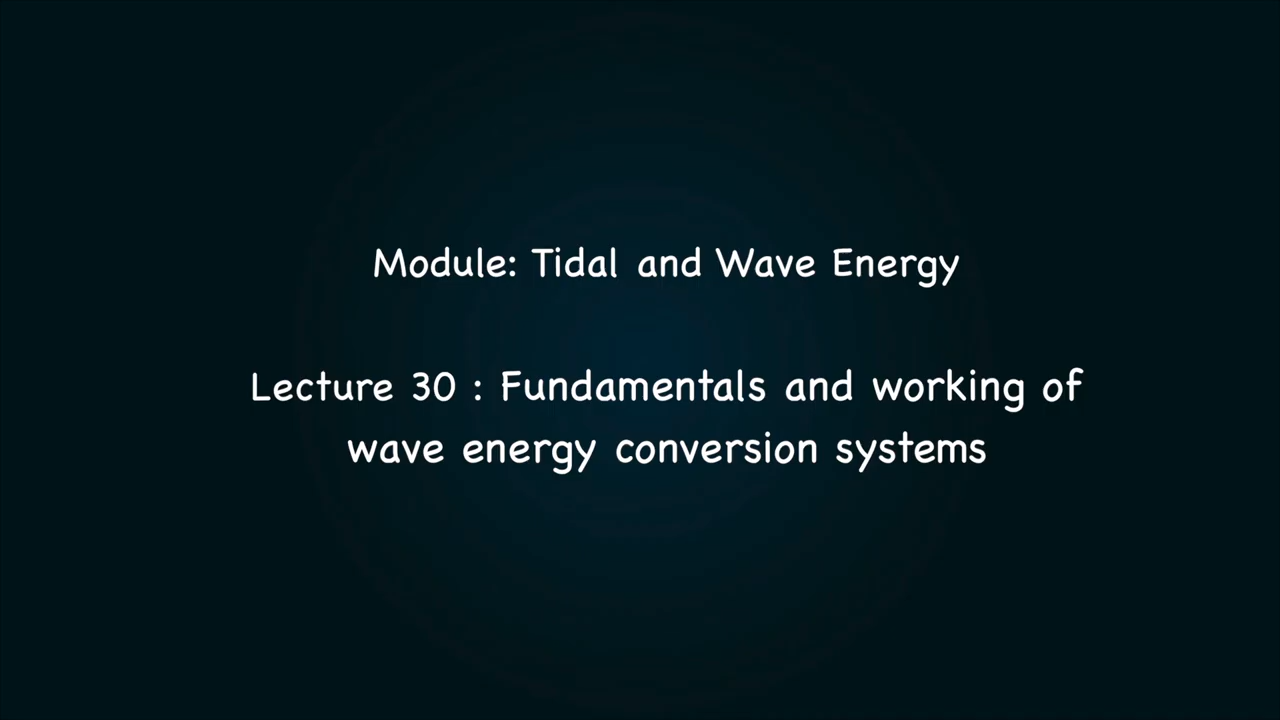 Module: Tidal and Wave Energy
Lecture 30 : Fundamentals and working of
wave energy conversion systems